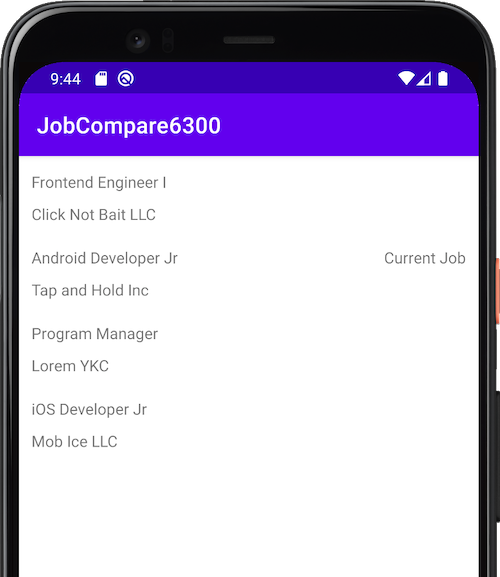 9:44
JobCompare6300
Frontend Engineer I
Click Not Bait LLC
Android Developer Jr
Current Job
Tap and Hold Inc
Program Manager
Lorem YKC
iOS Developer Jr
Mob Ice LLC